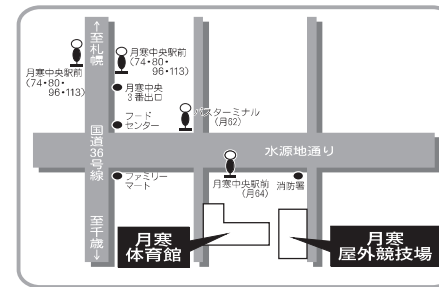 ↑至札幌
月寒中央駅前
(74・80・
96・113)
月寒中央駅前
(74・80・
96・113)
月寒中央
3番出口
フード
センター
バスターミナル
(月62)
国道36号線
水源地通り
ファミリー
マート
月寒中央駅前
(月64)
消防署
至千歳↓
月寒
体育館
月寒
屋外競技場